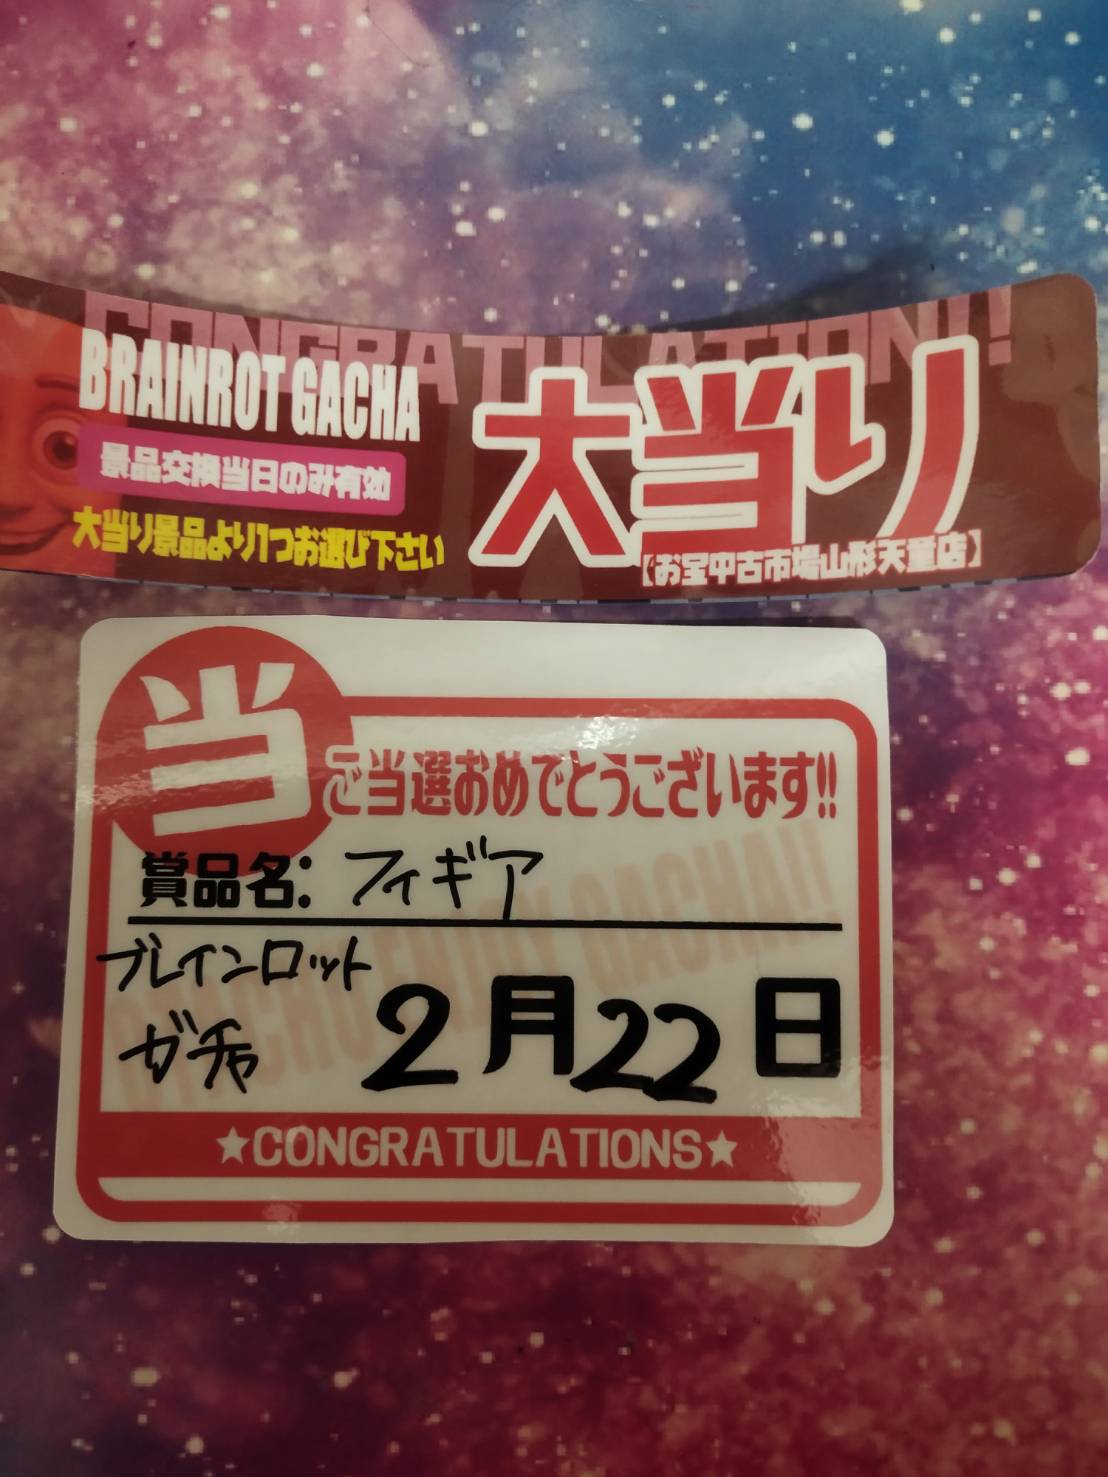 CONGRATULATION!!
BRAINROT GACHA
景品交換当日のみ有効
大当り景品より1つお選び下さい
大当り
【お宝中古市場山形天童店】
当
ご当選おめでとうございます!!
賞品名: フィギア
ブレインロット
ガチャ
2月22日
★CONGRATULATIONS★